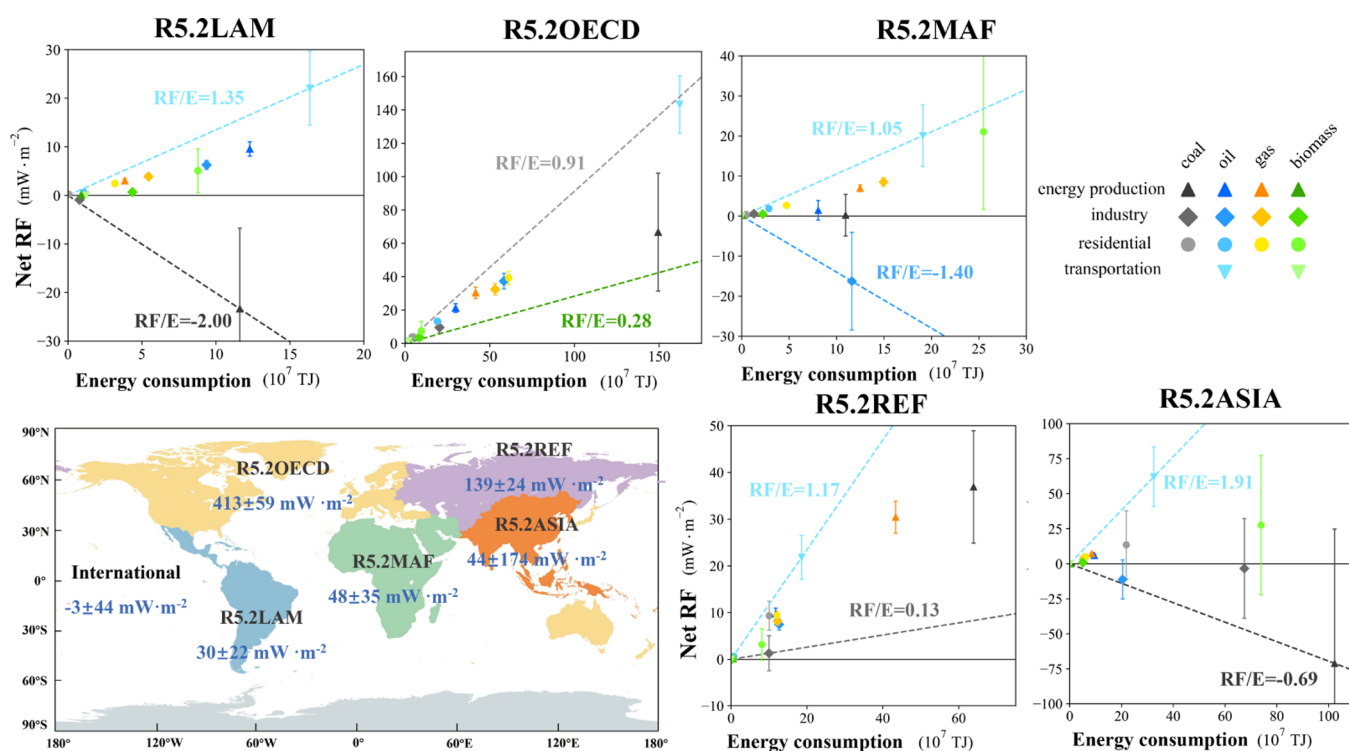 R5.2LAM
30
20
10
0
−10
−20
−30
Net RF (mW·m⁻²)
RF/E=1.35
RF/E=-2.00
0 5 10 15 20
Energy consumption (10⁷ TJ)
R5.2OECD
160
140
120
100
80
60
40
20
0
RF/E=0.91
RF/E=0.28
0 50 100 150
Energy consumption (10⁷ TJ)
R5.2MAF
40
30
20
10
0
−10
−20
−30
RF/E=1.05
RF/E=-1.40
0 5 10 15 20 25 30
Energy consumption (10⁷ TJ)
coal oil gas biomass
energy production
industry
residential
transportation
90°N
60°N
30°N
0°
30°S
60°S
90°S
180° 120°W 60°W 0° 60°E 120°E 180°
R5.2OECD
413±59 mW ·m⁻²
R5.2REF
139±24 mW ·m⁻²
R5.2ASIA
44±174 mW ·m⁻²
R5.2MAF
48±35 mW ·m⁻²
International
-3±44 mW·m⁻²
R5.2LAM
30±22 mW ·m⁻²
R5.2REF
50
40
30
20
10
0
−10
Net RF (mW·m⁻²)
RF/E=1.17
RF/E=0.13
0 20 40 60
Energy consumption (10⁷ TJ)
R5.2ASIA
100
75
50
25
0
−25
−50
−75
−100
RF/E=1.91
RF/E=-0.69
0 20 40 60 80 100
Energy consumption (10⁷ TJ)